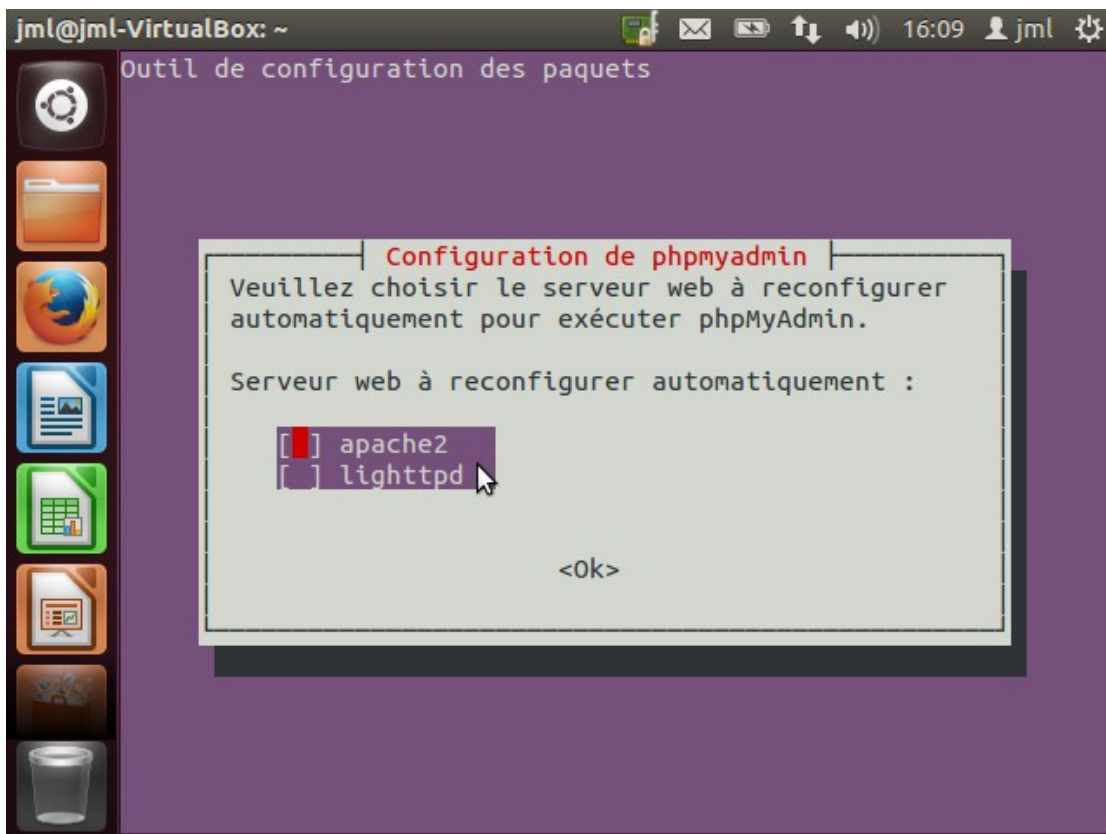 jml@jml-VirtualBox: ~ 16:09 jml
Outil de configuration des paquets
Configuration de phpmyadmin
Veuillez choisir le serveur web à reconfigurer
automatiquement pour exécuter phpMyAdmin.
Serveur web à reconfigurer automatiquement :
[ ] apache2
[ ] lighttpd
<Ok>